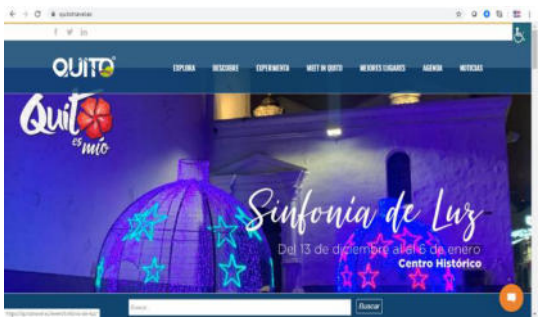 QUITO
EXPLORA DESCUBRE EXPERIMENTA MEET IN QUITO MEJORES LUGARES AGENDA NOTICIAS
Quito
es mío
Sinfonía de Luz
Del 13 de diciembre al el 6 de enero
Centro Histórico
Buscar